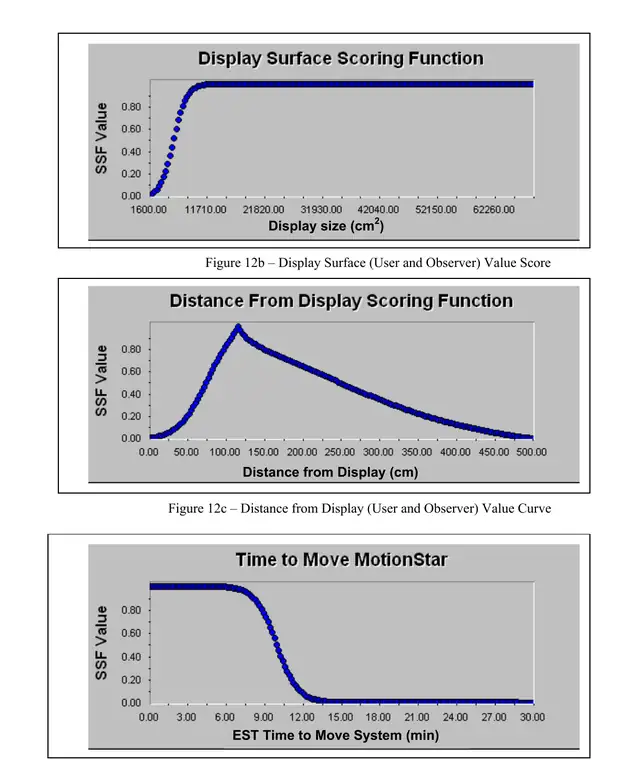 Display Surface Scoring Function
SSF Value
0.80
0.60
0.40
0.20
0.00
1600.00 11710.00 21820.00 31930.00 42040.00 52150.00 62260.00
Display size (cm²)
Figure 12b – Display Surface (User and Observer) Value Score
Distance From Display Scoring Function
SSF Value
0.80
0.60
0.40
0.20
0.00
0.00 50.00 100.00 150.00 200.00 250.00 300.00 350.00 400.00 450.00 500.00
Distance from Display (cm)
Figure 12c – Distance from Display (User and Observer) Value Curve
Time to Move MotionStar
SSF Value
0.80
0.60
0.40
0.20
0.00
0.00 3.00 6.00 9.00 12.00 15.00 18.00 21.00 24.00 27.00 30.00
EST Time to Move System (min)